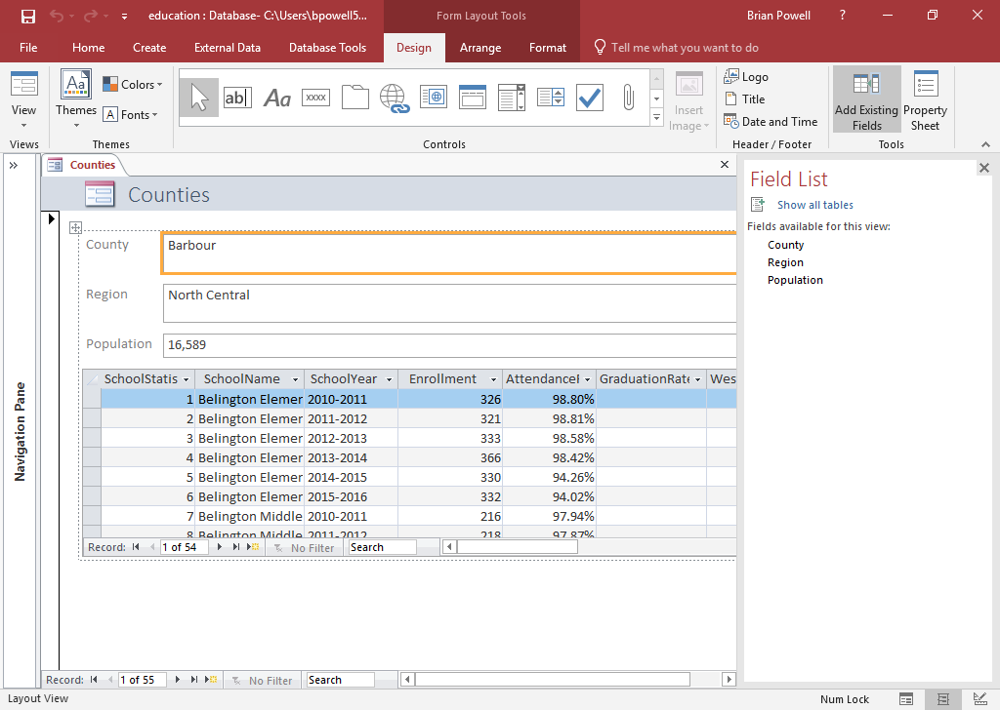 education : Database- C:\Users\bpowell5...
Form Layout Tools
Brian Powell
?
File
Home
Create
External Data
Database Tools
Design
Arrange
Format
Tell me what you want to do
View
Views
Aa
Themes
Colors
A Fonts
Themes
ab|
Aa
xxxx
Controls
Insert
Image
Logo
Title
Date and Time
Header / Footer
Add Existing
Fields
Property
Sheet
Tools
Counties
Counties
County
Barbour
Region
North Central
Population
16,589
SchoolStatis SchoolName SchoolYear Enrollment AttendanceI GraduationRate Wes
1 Belington Elemer 2010-2011 326 98.80%
2 Belington Elemer 2011-2012 321 98.81%
3 Belington Elemer 2012-2013 333 98.58%
4 Belington Elemer 2013-2014 366 98.42%
5 Belington Elemer 2014-2015 330 94.26%
6 Belington Elemer 2015-2016 332 94.02%
7 Belington Middle 2010-2011 216 97.94%
8 Belington Middle 2011-2012 218 97.87%
Record: 1 of 54 No Filter Search
Record: 1 of 55 No Filter Search
Navigation Pane
Field List
Show all tables
Fields available for this view:
County
Region
Population
Layout View
Num Lock